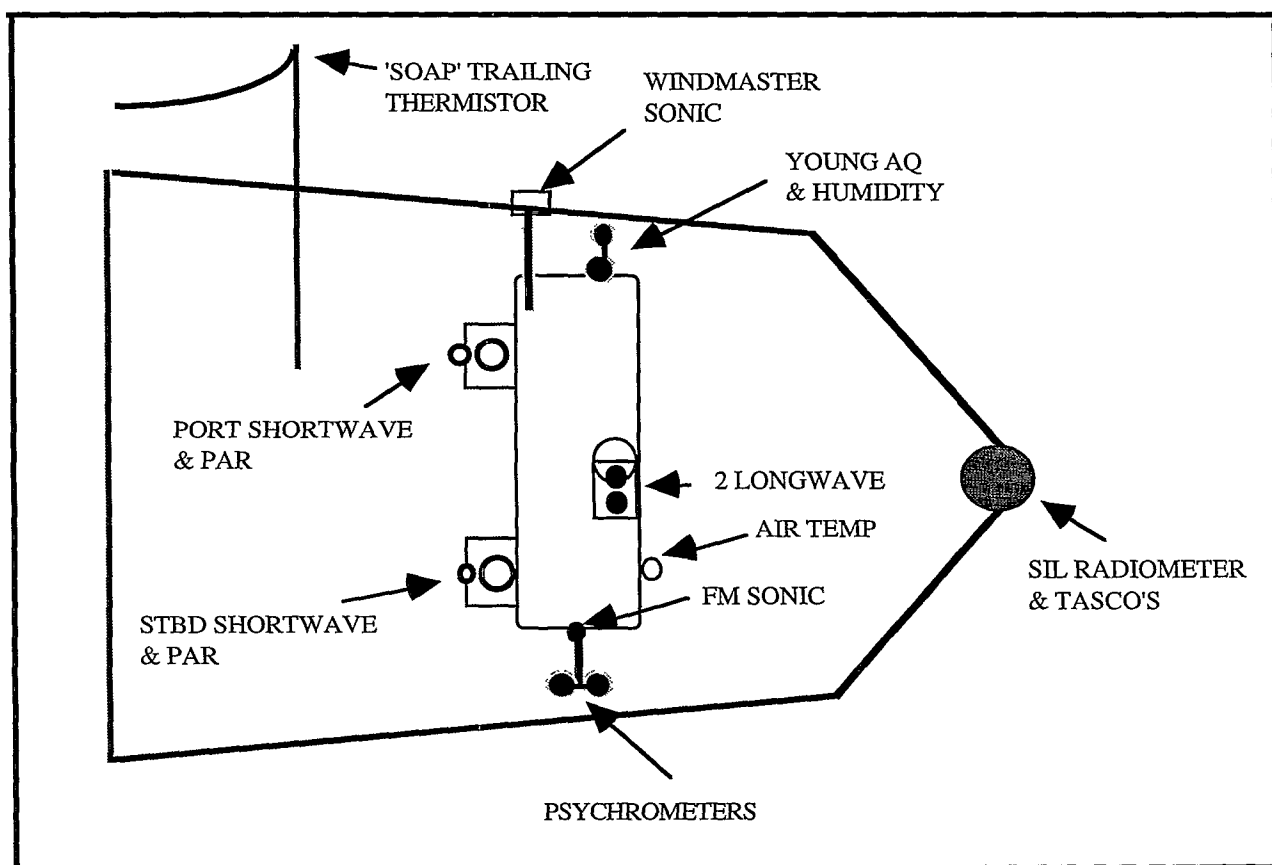 'SOAP' TRAILING
THERMISTOR
WINDMASTER
SONIC
YOUNG AQ
& HUMIDITY
PORT SHORTWAVE
& PAR
2 LONGWAVE
AIR TEMP
SIL RADIOMETER
& TASCO'S
FM SONIC
STBD SHORTWAVE
& PAR
PSYCHROMETERS